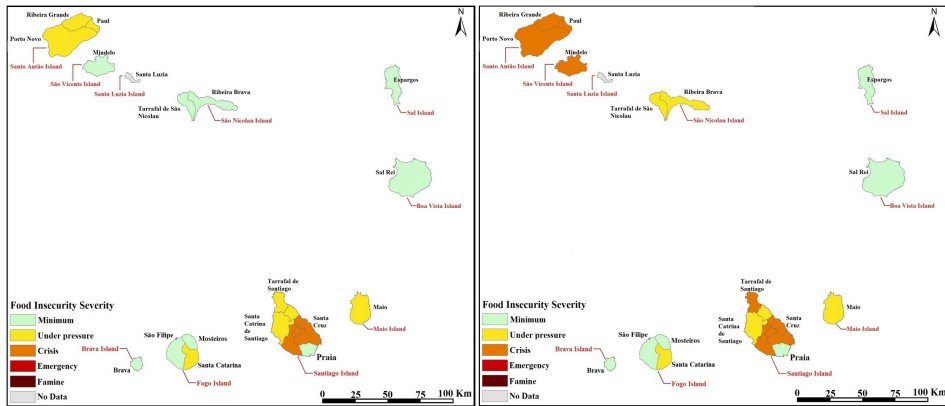 Ribeira Grande
Paul
Porto Novo
Santo Antão Island
Mindelo
São Vicente Island
Santa Luzia
Santa Luzia Island
Ribeira Brava
Tarrafal de São
Nicolau
São Nicolau Island
Espargos
Sal Island
Sal Rei
Boa Vista Island
Tarrafal de
Santiago
Maio
Maio Island
Santa
Catrina
de
Santiago
Santa
Cruz
Praia
Santiago Island
São Filipe
Mosteiros
Santa Catarina
Fogo Island
Brava Island
Brava
Food Insecurity Severity
Minimum
Under pressure
Crisis
Emergency
Famine
No Data
0 25 50 75 100 Km
N
Ribeira Grande
Paul
Porto Novo
Santo Antão Island
Mindelo
São Vicente Island
Santa Luzia
Santa Luzia Island
Ribeira Brava
Tarrafal de São
Nicolau
São Nicolau Island
Espargos
Sal Island
Sal Rei
Boa Vista Island
Tarrafal de
Santiago
Maio
Maio Island
Santa
Catrina de
Santiago
Santa
Cruz
Praia
Santiago Island
São Filipe
Mosteiros
Santa Catarina
Fogo Island
Brava Island
Brava
Food Insecurity Severity
Minimum
Under pressure
Crisis
Emergency
Famine
No Data
0 25 50 75 100 Km
N